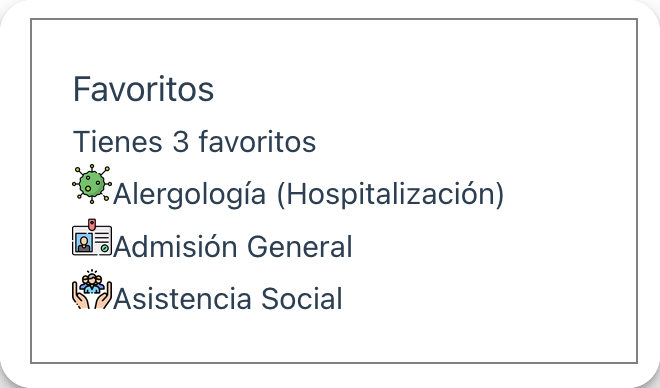 Favoritos
Tienes 3 favoritos
Alergología (Hospitalización)
Admisión General
Asistencia Social